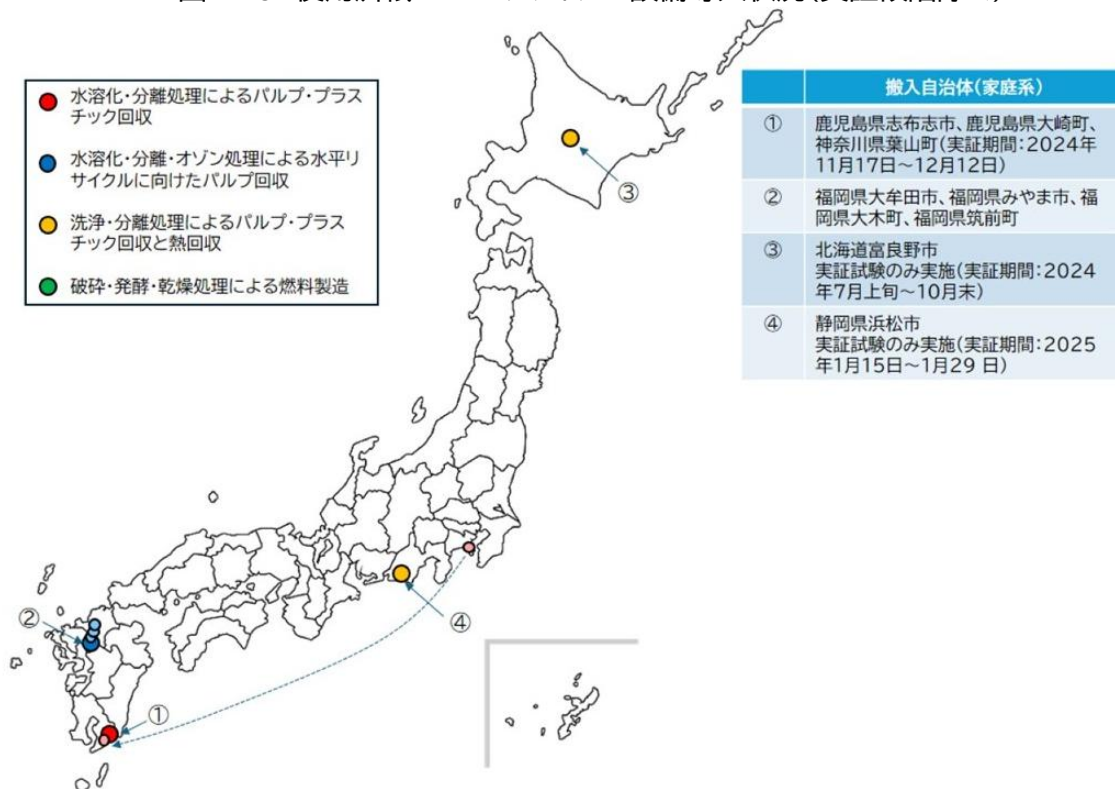 水溶化・分離処理によるパルプ・プラス
チック回収
水溶化・分離・オゾン処理による水平リ
サイクルに向けたパルプ回収
洗浄・分離処理によるパルプ・プラス
チック回収と熱回収
破砕・発酵・乾燥処理による燃料製造
搬入自治体(家庭系)
① 鹿児島県志布志市、鹿児島県大崎町、
神奈川県葉山町(実証期間:2024年
11月17日~12月12日)
② 福岡県大牟田市、福岡県みやま市、福
岡県大木町、福岡県筑前町
③ 北海道富良野市
実証試験のみ実施(実証期間:2024
年7月上旬~10月末)
④ 静岡県浜松市
実証試験のみ実施(実証期間:2025
年1月15日~1月29 日)
③
④
②
①